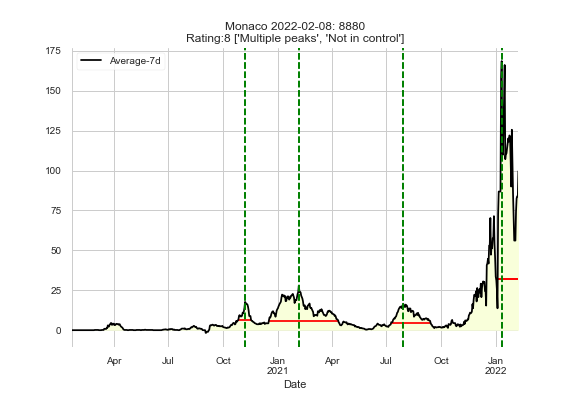 Monaco 2022-02-08: 8880
Rating:8 ['Multiple peaks', 'Not in control']
Average-7d
175
150
125
100
75
50
25
0
Apr
Jul
Oct
Jan
2021
Apr
Jul
Oct
Jan
2022
Date